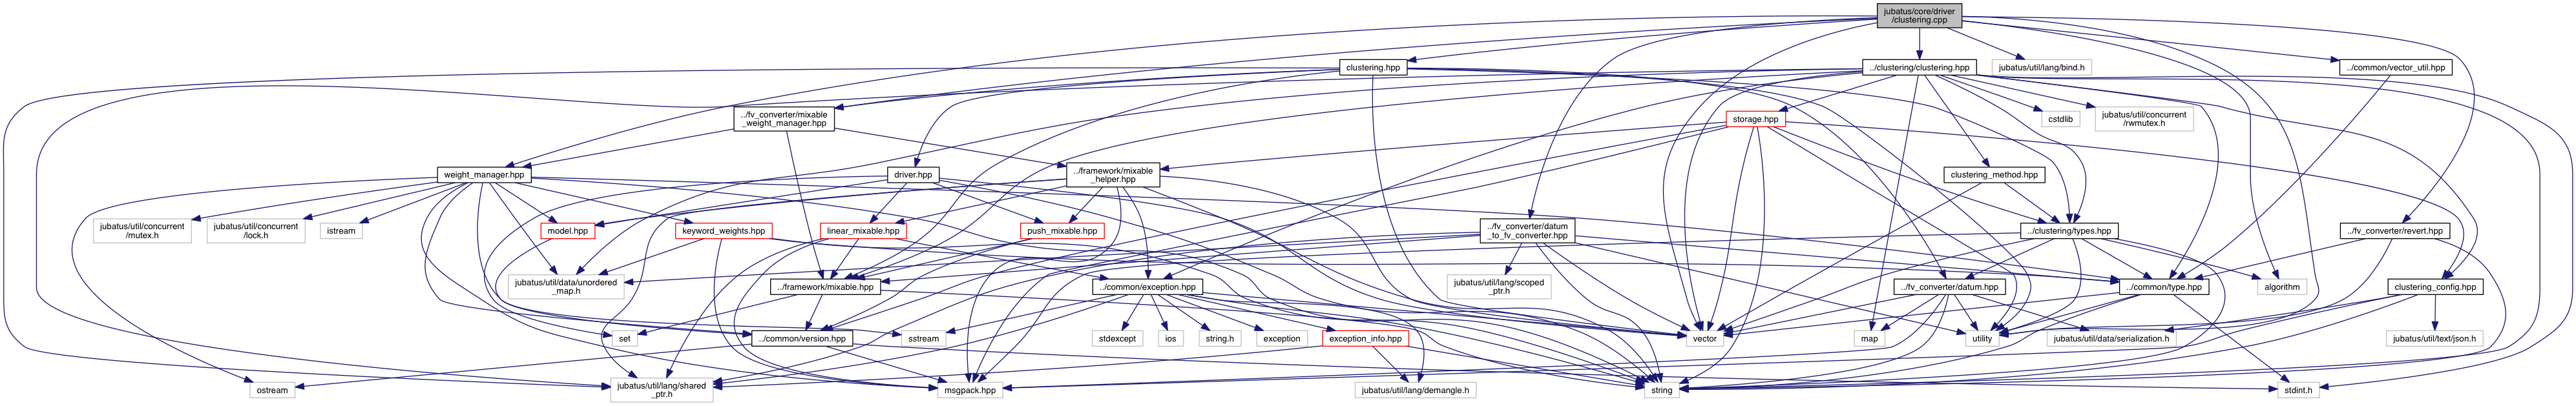 jubatus/core/driver
/clustering.cpp
clustering.hpp
../clustering/clustering.hpp
jubatus/util/lang/bind.h
../common/vector_util.hpp
../fv_converter/mixable
_weight_manager.hpp
storage.hpp
cstdlib
jubatus/util/concurrent
/rwmutex.h
weight_manager.hpp
driver.hpp
../framework/mixable
_helper.hpp
clustering_method.hpp
jubatus/util/concurrent
/mutex.h
jubatus/util/concurrent
/lock.h
istream
model.hpp
keyword_weights.hpp
linear_mixable.hpp
push_mixable.hpp
../fv_converter/datum
_to_fv_converter.hpp
../clustering/types.hpp
../fv_converter/revert.hpp
jubatus/util/data/unordered
_map.h
../framework/mixable.hpp
../common/exception.hpp
jubatus/util/lang/scoped
_ptr.h
../fv_converter/datum.hpp
../common/type.hpp
algorithm
clustering_config.hpp
set
../common/version.hpp
sstream
stdexcept
ios
string.h
exception
exception_info.hpp
vector
map
utility
jubatus/util/data/serialization.h
jubatus/util/text/json.h
ostream
jubatus/util/lang/shared
_ptr.h
msgpack.hpp
jubatus/util/lang/demangle.h
string
stdint.h